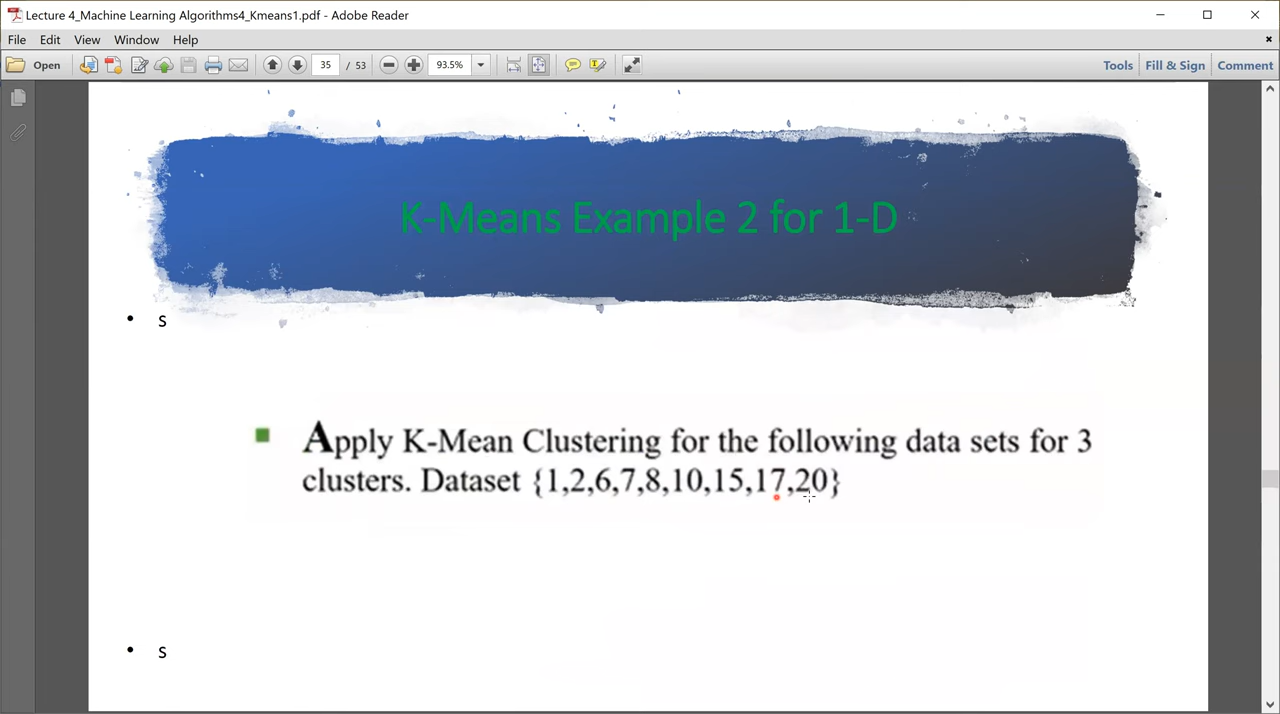 Lecture 4_Machine Learning Algorithms4_Kmeans1.pdf - Adobe Reader
File Edit View Window Help
Open 35 / 53 93.5% Tools Fill & Sign Comment
K-Means Example 2 for 1-D
• s
Apply K-Mean Clustering for the following data sets for 3
clusters. Dataset {1,2,6,7,8,10,15,17,20}
• s